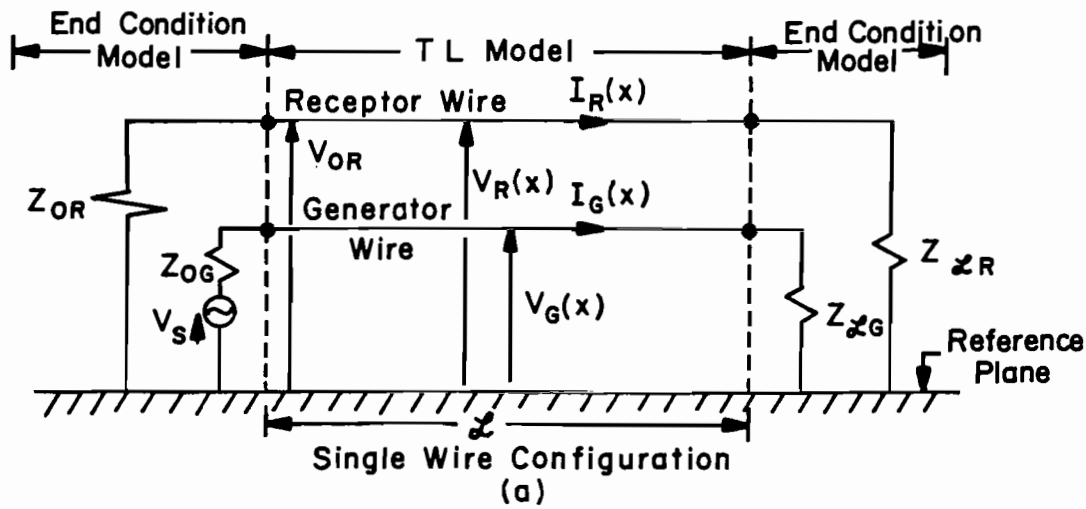 End Condition
Model
TL Model
End Condition
Model
Receptor Wire
I_R(x)
V_OR
V_R(x)
I_G(x)
Z_OR
Generator
Wire
Z_OG
V_S
V_G(x)
Z_ℒG
Z_ℒR
Reference
Plane
ℒ
Single Wire Configuration
(a)